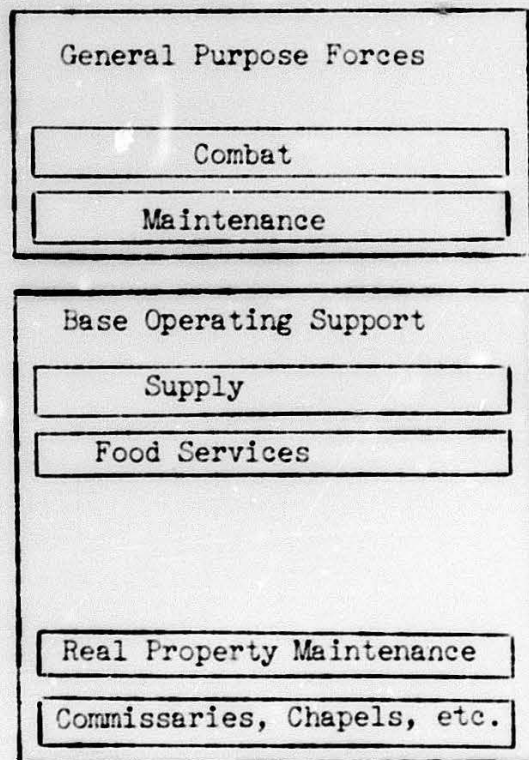 General Purpose Forces
Combat
Maintenance
Base Operating Support
Supply
Food Services
Real Property Maintenance
Commissaries, Chapels, etc.